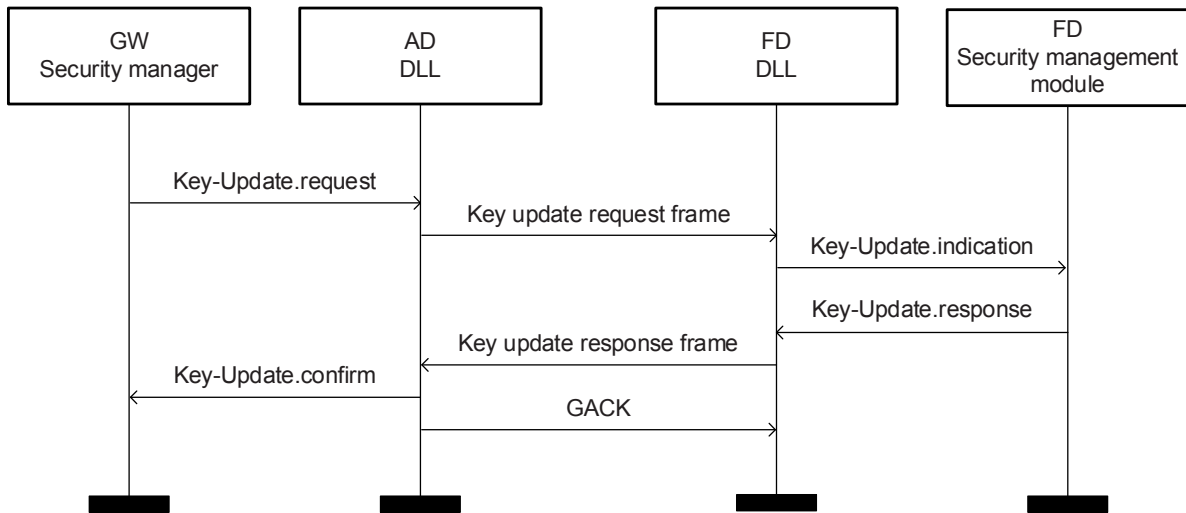 GW
Security manager
AD
DLL
FD
DLL
FD
Security management
module
Key-Update.request
Key update request frame
Key-Update.indication
Key-Update.response
Key update response frame
Key-Update.confirm
GACK